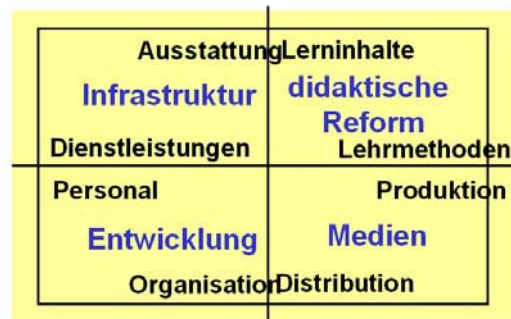 Ausstattung
Infrastruktur
Dienstleistungen
Lerninhalte
didaktische
Reform
Lehrmethoden
Personal
Entwicklung
Organisation
Produktion
Medien
Distribution